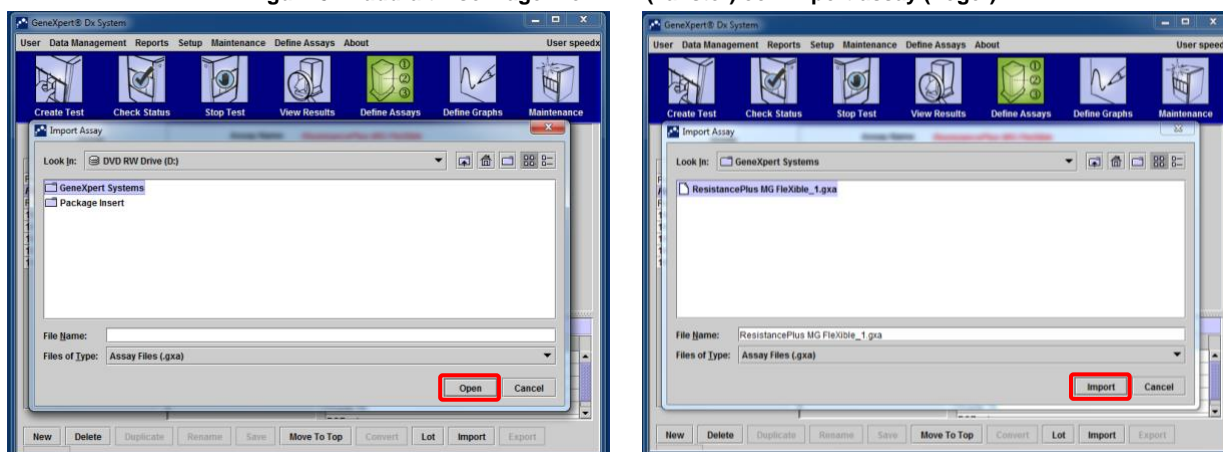 GeneXpert® Dx System
User Data Management Reports Setup Maintenance Define Assays About User speedx
Create Test Check Status Stop Test View Results Define Assays Define Graphs Maintenance
Import Assay
Look In: DVD RW Drive (D:)
GeneXpert Systems
Package Insert
File Name:
Files of Type: Assay Files (.gxa)
Open Cancel
New Delete Duplicate Rename Save Move To Top Convert Lot Import Export
GeneXpert® Dx System
User Data Management Reports Setup Maintenance Define Assays About User speed
Create Test Check Status Stop Test View Results Define Assays Define Graphs Maintenance
Import Assay
Look In: GeneXpert Systems
ResistancePlus MG FleXible_1.gxa
File Name: ResistancePlus MG FleXible_1.gxa
Files of Type: Assay Files (.gxa)
Import Cancel
New Delete Duplicate Rename Save Move To Top Convert Lot Import Export